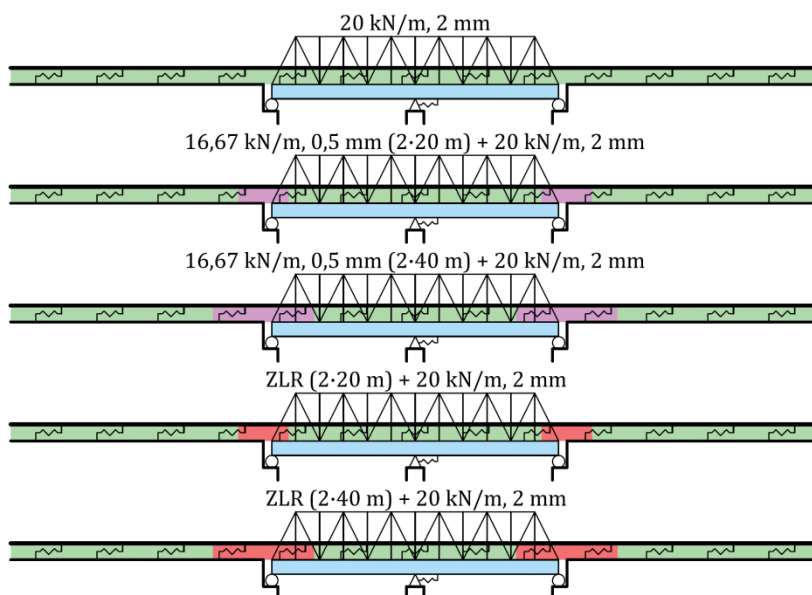 20 kN/m, 2 mm
16,67 kN/m, 0,5 mm (2·20 m) + 20 kN/m, 2 mm
16,67 kN/m, 0,5 mm (2·40 m) + 20 kN/m, 2 mm
ZLR (2·20 m) + 20 kN/m, 2 mm
ZLR (2·40 m) + 20 kN/m, 2 mm